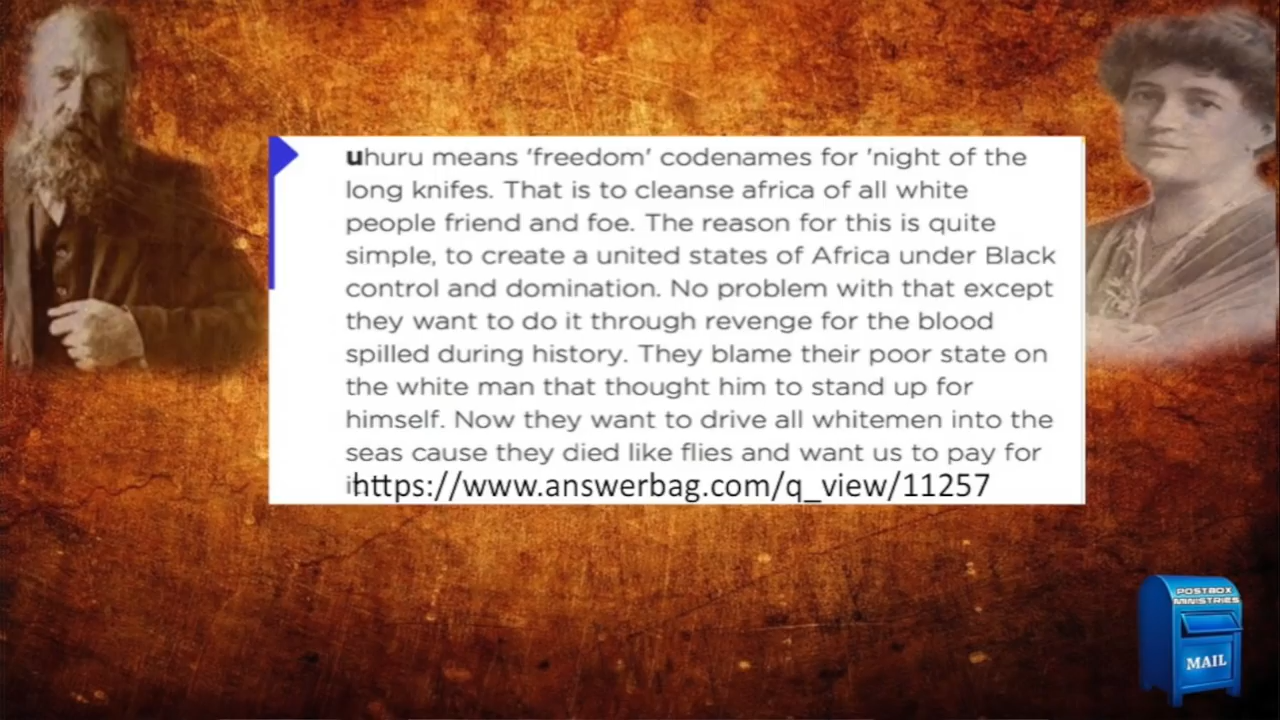 uhuru means 'freedom' codenames for 'night of the
long knifes. That is to cleanse africa of all white
people friend and foe. The reason for this is quite
simple, to create a united states of Africa under Black
control and domination. No problem with that except
they want to do it through revenge for the blood
spilled during history. They blame their poor state on
the white man that thought him to stand up for
himself. Now they want to drive all whitemen into the
seas cause they died like flies and want us to pay for
https://www.answerbag.com/q_view/11257
POSTBOX
MINISTRIES
MAIL